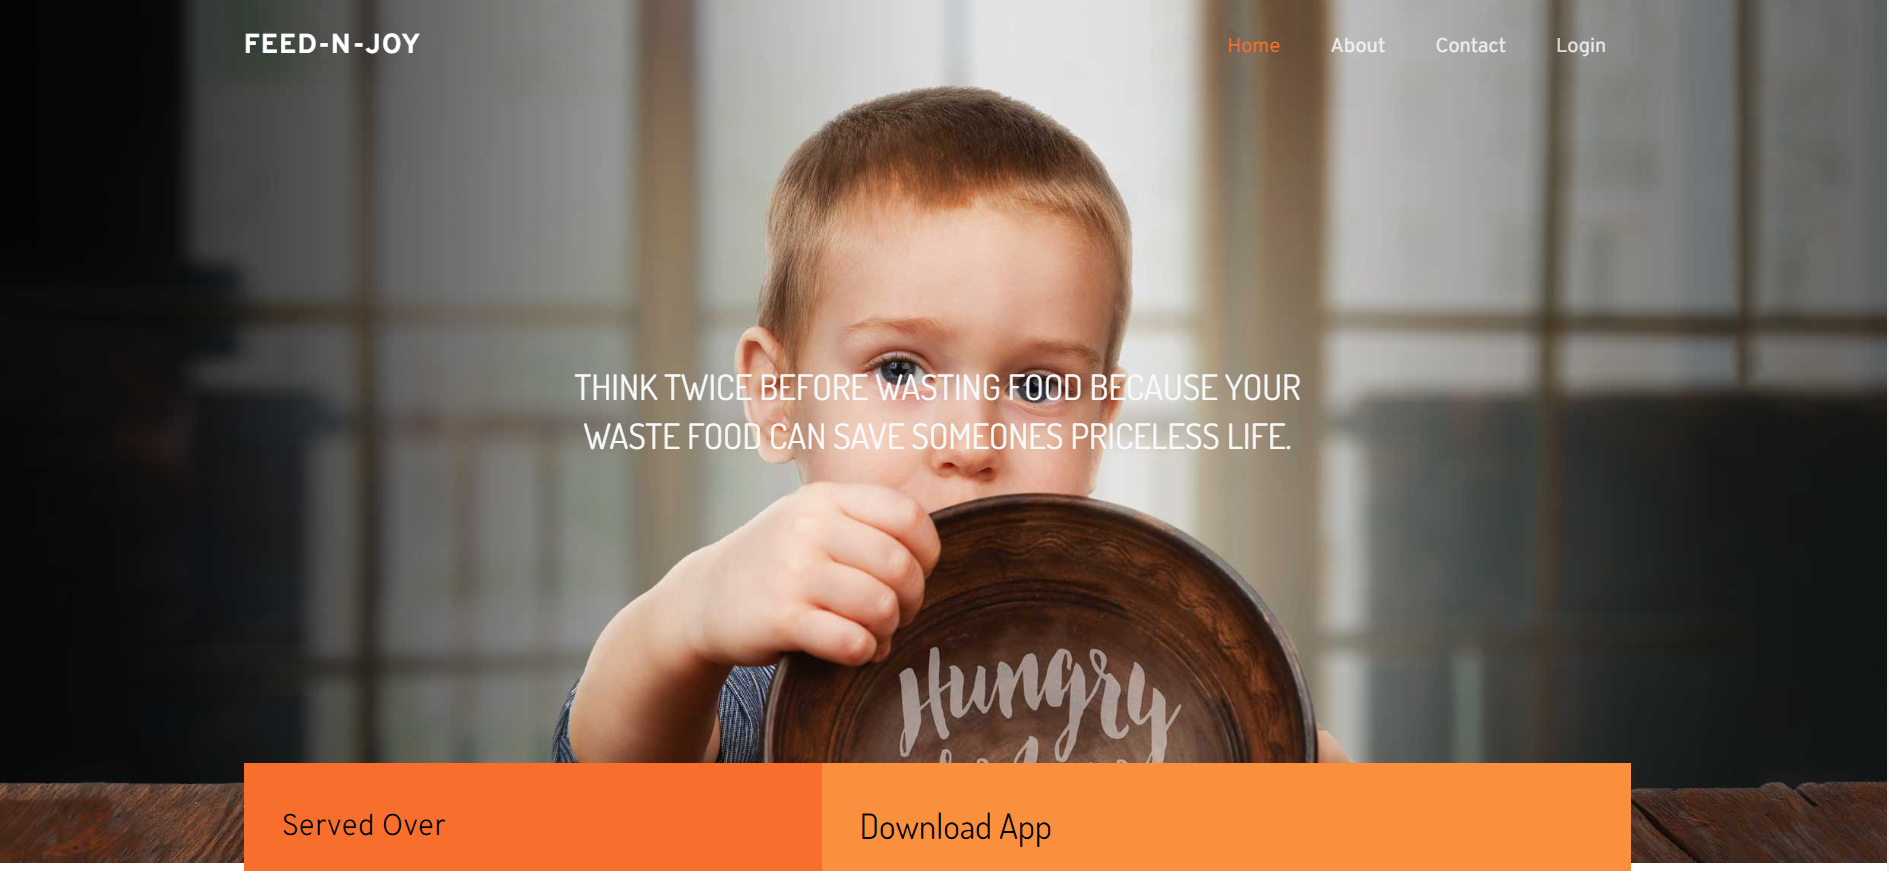 FEED-N-JOY
Home About Contact Login
THINK TWICE BEFORE WASTING FOOD BECAUSE YOUR
WASTE FOOD CAN SAVE SOMEONES PRICELESS LIFE.
Hungry
Served Over
Download App